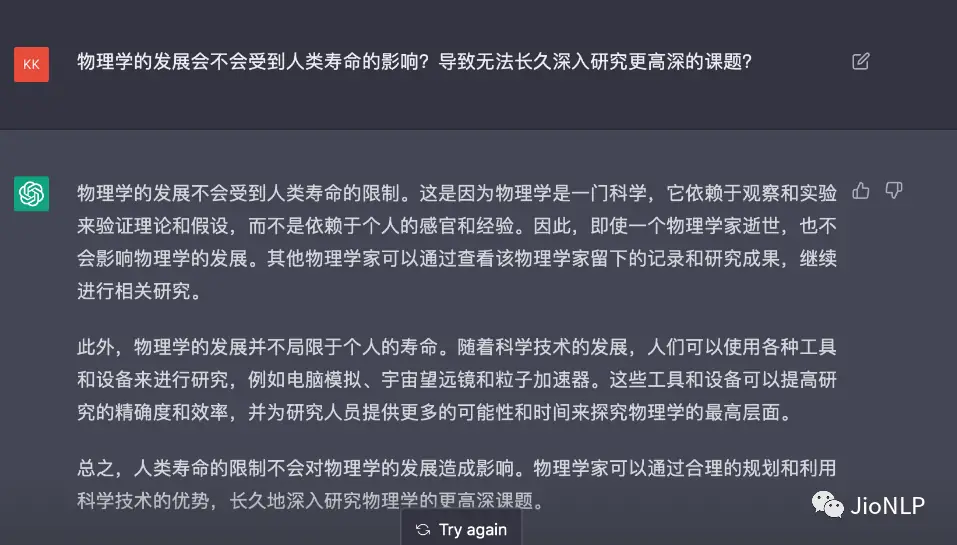 KK
物理学的发展会不会受到人类寿命的影响？导致无法长久深入研究更高深的课题？
物理学的发展不会受到人类寿命的限制。这是因为物理学是一门科学，它依赖于观察和实验
来验证理论和假设，而不是依赖于个人的感官和经验。因此，即使一个物理学家逝世，也不
会影响物理学的发展。其他物理学家可以通过查看该物理学家留下的记录和研究成果，继续
进行相关研究。
此外，物理学的发展并不局限于个人的寿命。随着科学技术的发展，人们可以使用各种工具
和设备来进行研究，例如电脑模拟、宇宙望远镜和粒子加速器。这些工具和设备可以提高研
究的精确度和效率，并为研究人员提供更多的可能性和时间来探究物理学的最高层面。
总之，人类寿命的限制不会对物理学的发展造成影响。物理学家可以通过合理的规划和利用
科学技术的优势，长久地深入研究物理学的更高深课题。
JioNLP
Try again